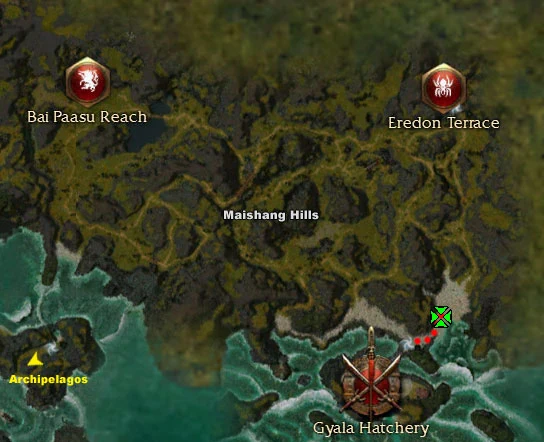 Bai Paasu Reach
Eredon Terrace
Maishang Hills
Archipelagos
Gyala Hatchery